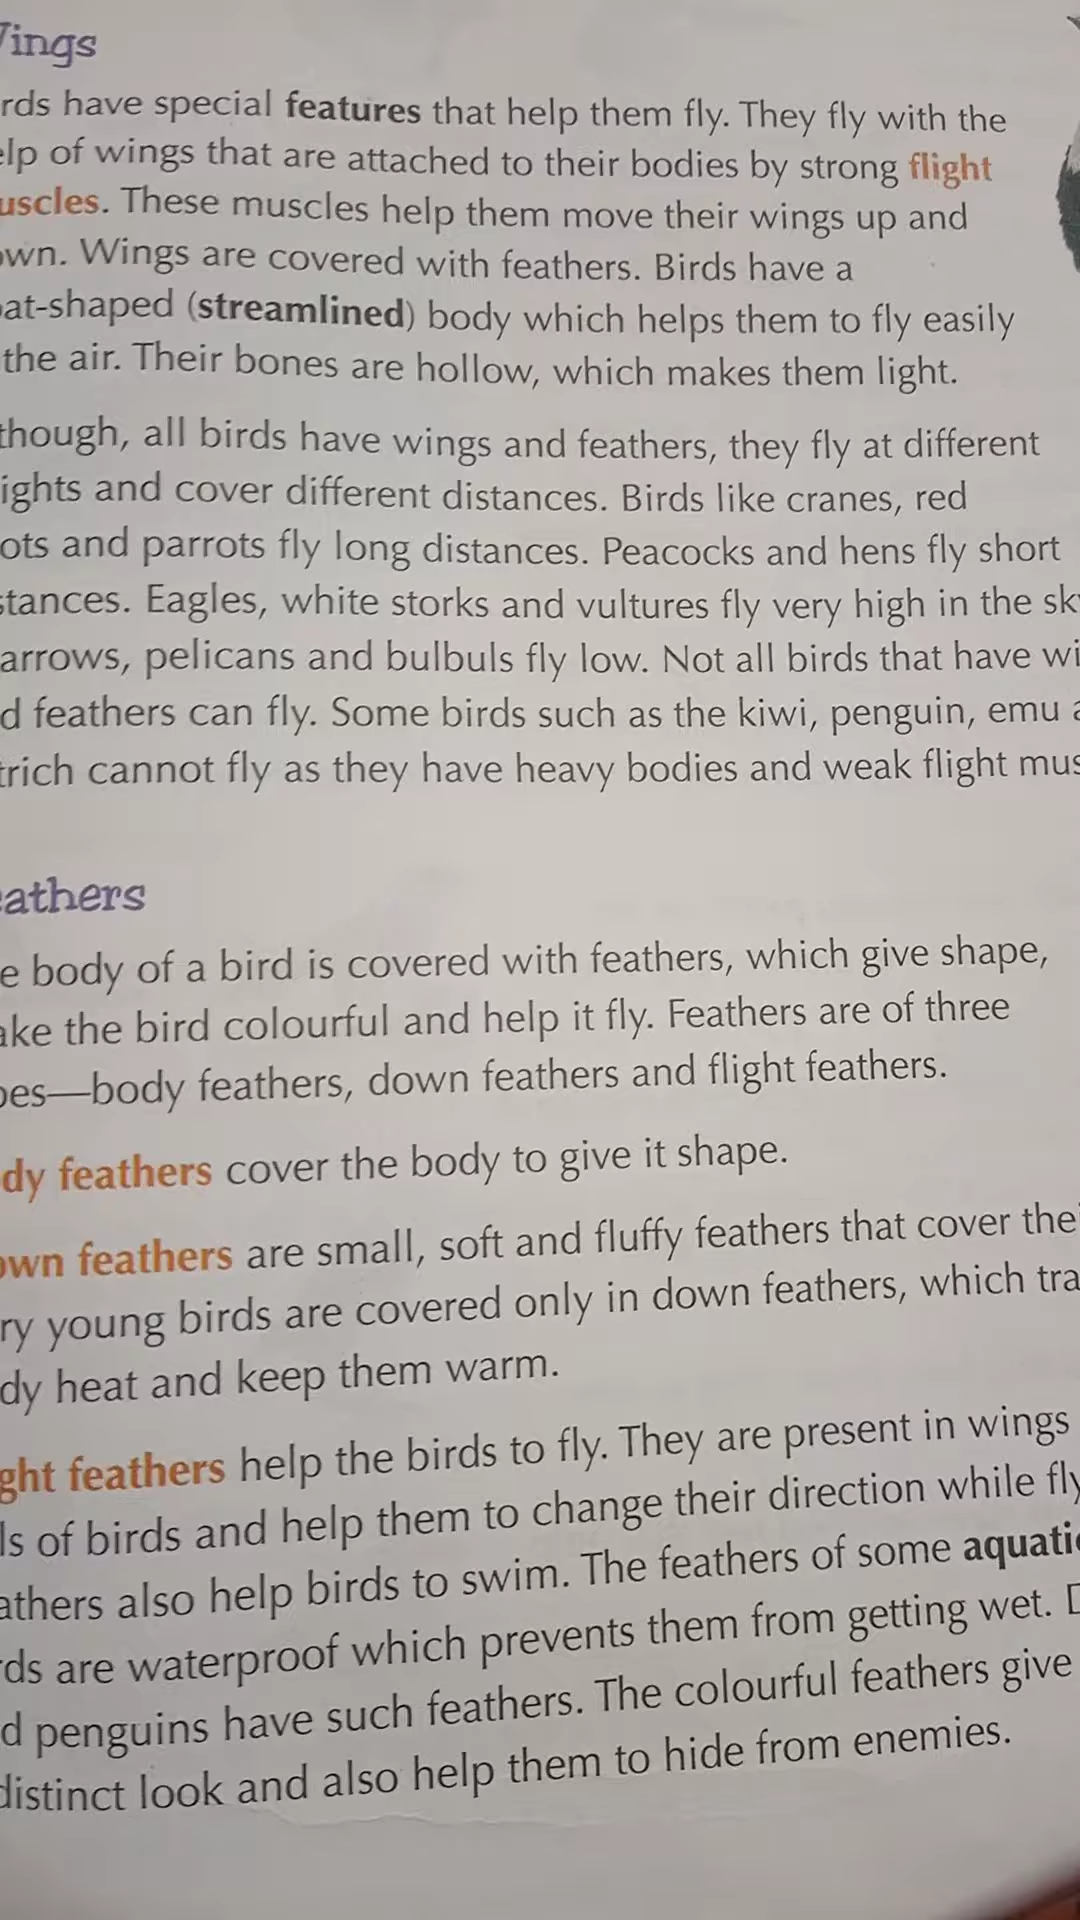 Wings
rds have special features that help them fly. They fly with the
elp of wings that are attached to their bodies by strong flight
uscles. These muscles help them move their wings up and
own. Wings are covered with feathers. Birds have a
oat-shaped (streamlined) body which helps them to fly easily
the air. Their bones are hollow, which makes them light.
though, all birds have wings and feathers, they fly at different
ights and cover different distances. Birds like cranes, red
ots and parrots fly long distances. Peacocks and hens fly short
stances. Eagles, white storks and vultures fly very high in the sky
arrows, pelicans and bulbuls fly low. Not all birds that have wi
d feathers can fly. Some birds such as the kiwi, penguin, emu a
trich cannot fly as they have heavy bodies and weak flight mus
eathers
e body of a bird is covered with feathers, which give shape,
ake the bird colourful and help it fly. Feathers are of three
pes—body feathers, down feathers and flight feathers.
dy feathers cover the body to give it shape.
own feathers are small, soft and fluffy feathers that cover thei
ry young birds are covered only in down feathers, which tra
dy heat and keep them warm.
ght feathers help the birds to fly. They are present in wings
ls of birds and help them to change their direction while fly
athers also help birds to swim. The feathers of some aquatic
rds are waterproof which prevents them from getting wet. D
d penguins have such feathers. The colourful feathers give
distinct look and also help them to hide from enemies.